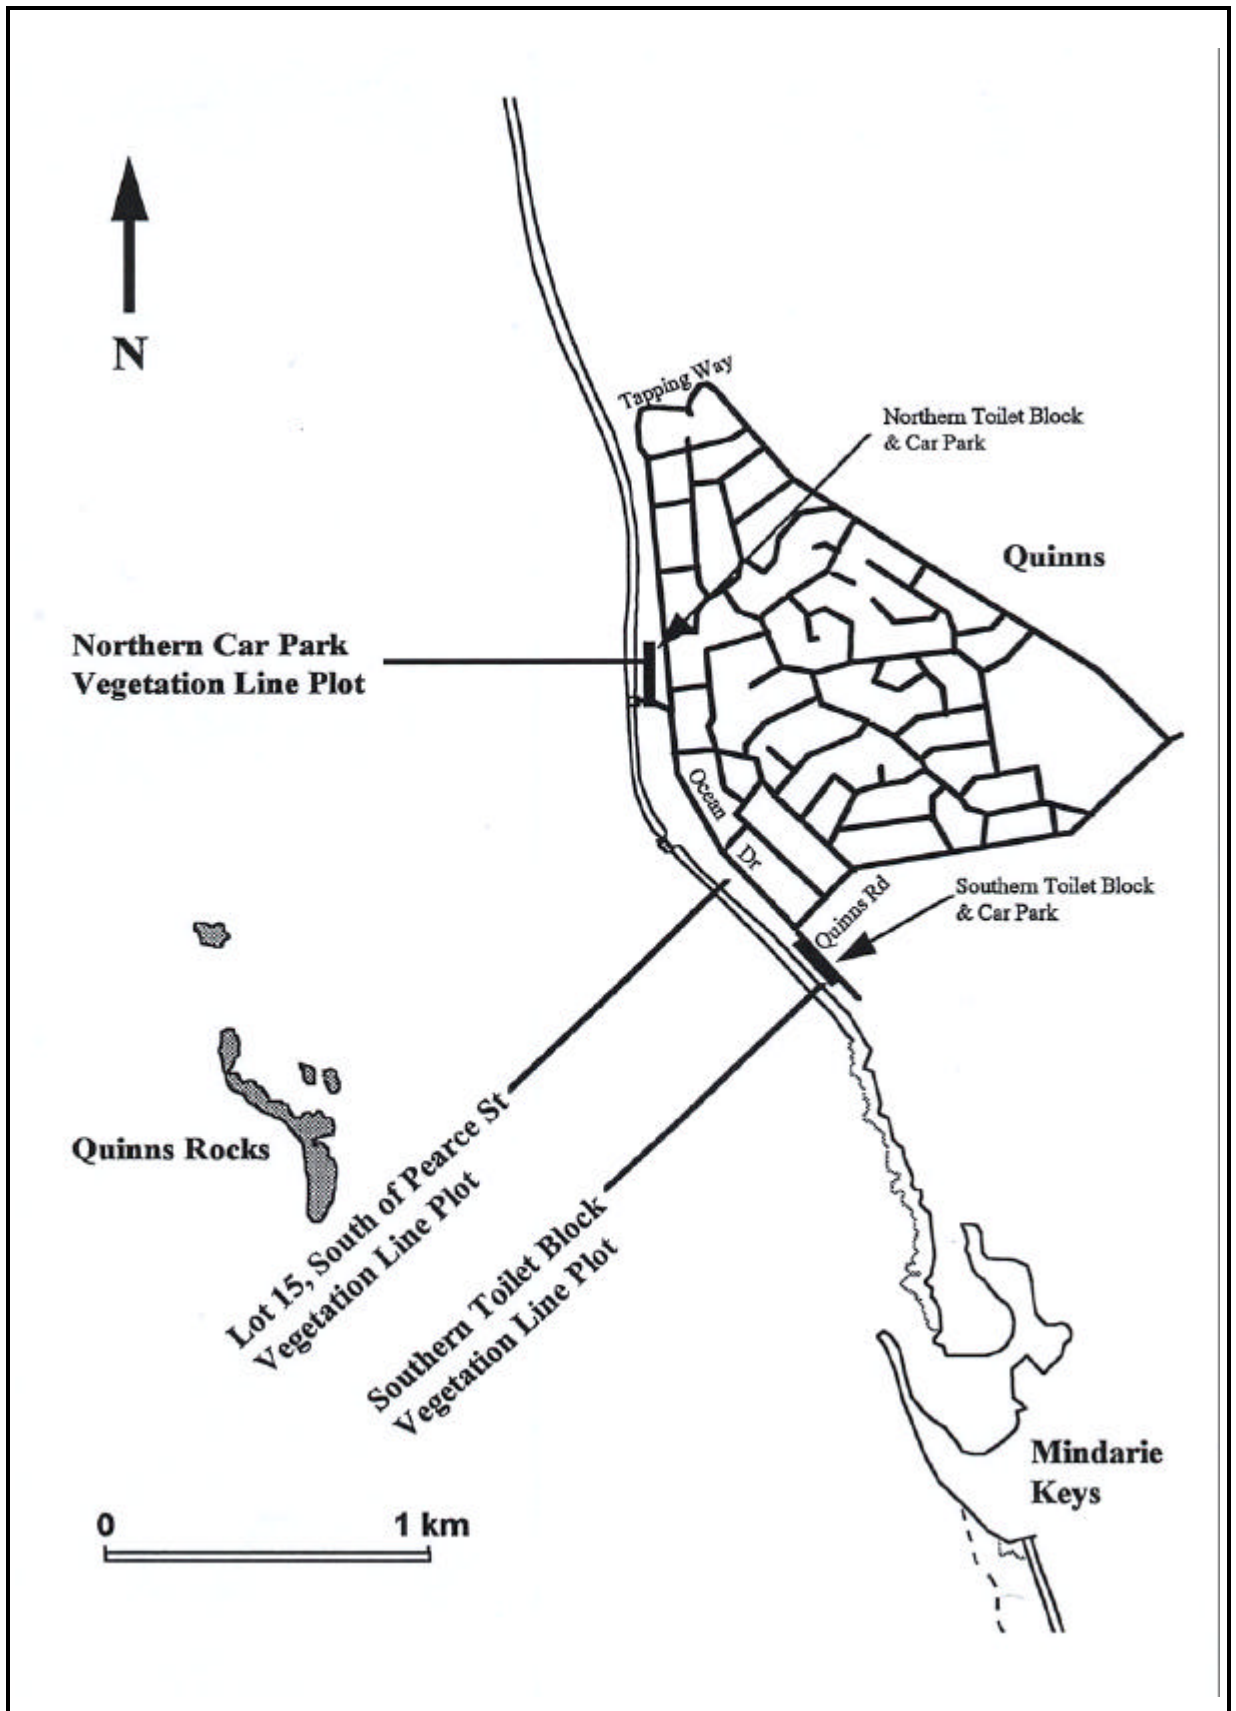 N
Tapping Way
Northern Toilet Block
& Car Park
Quinns
Northern Car Park
Vegetation Line Plot
Ocean
Dr
Quinns Rd
Southern Toilet Block
& Car Park
Quinns Rocks
Lot 15, South of Pearce St
Vegetation Line Plot
Southern Toilet Block
Vegetation Line Plot
Mindarie
Keys
0 1 km